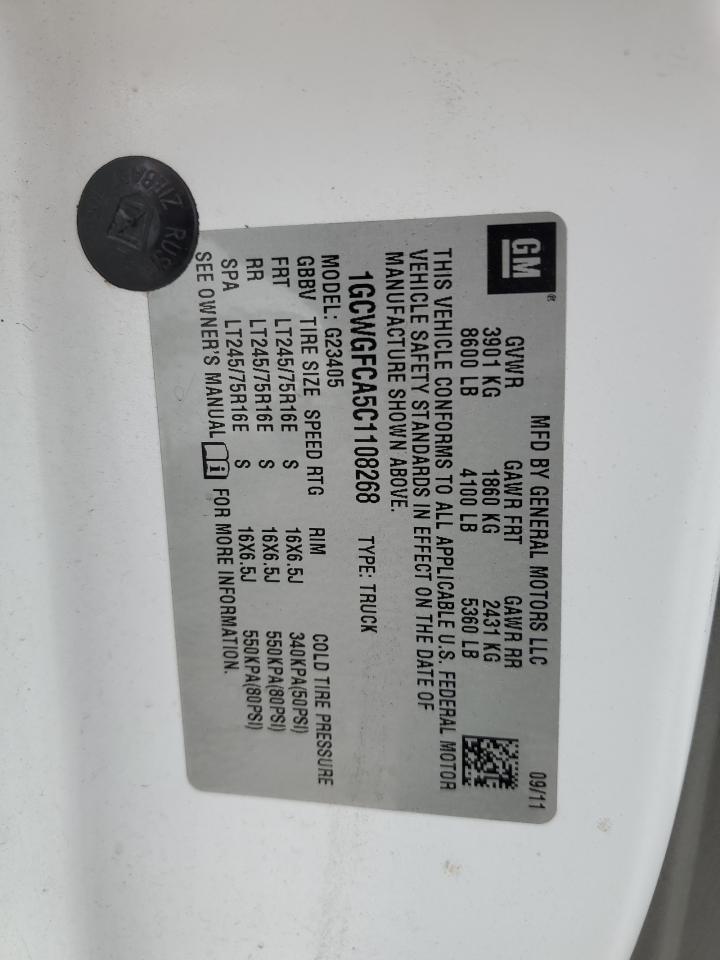 GM®
MFD BY GENERAL MOTORS LLC 09/11
GVWR GAWR FRT GAWR RR
3901 KG 1860 KG 2431 KG
8600 LB 4100 LB 5360 LB
THIS VEHICLE CONFORMS TO ALL APPLICABLE U.S. FEDERAL MOTOR
VEHICLE SAFETY STANDARDS IN EFFECT ON THE DATE OF
MANUFACTURE SHOWN ABOVE.
1GCWGFCA5C1108268 TYPE: TRUCK
MODEL: G23405
GBBV TIRE SIZE SPEED RTG RIM COLD TIRE PRESSURE
FRT LT245/75R16E S 16X6.5J 340KPA(50PSI)
RR LT245/75R16E S 16X6.5J 550KPA(80PSI)
SPA LT245/75R16E S 16X6.5J 550KPA(80PSI)
SEE OWNER'S MANUAL i FOR MORE INFORMATION.